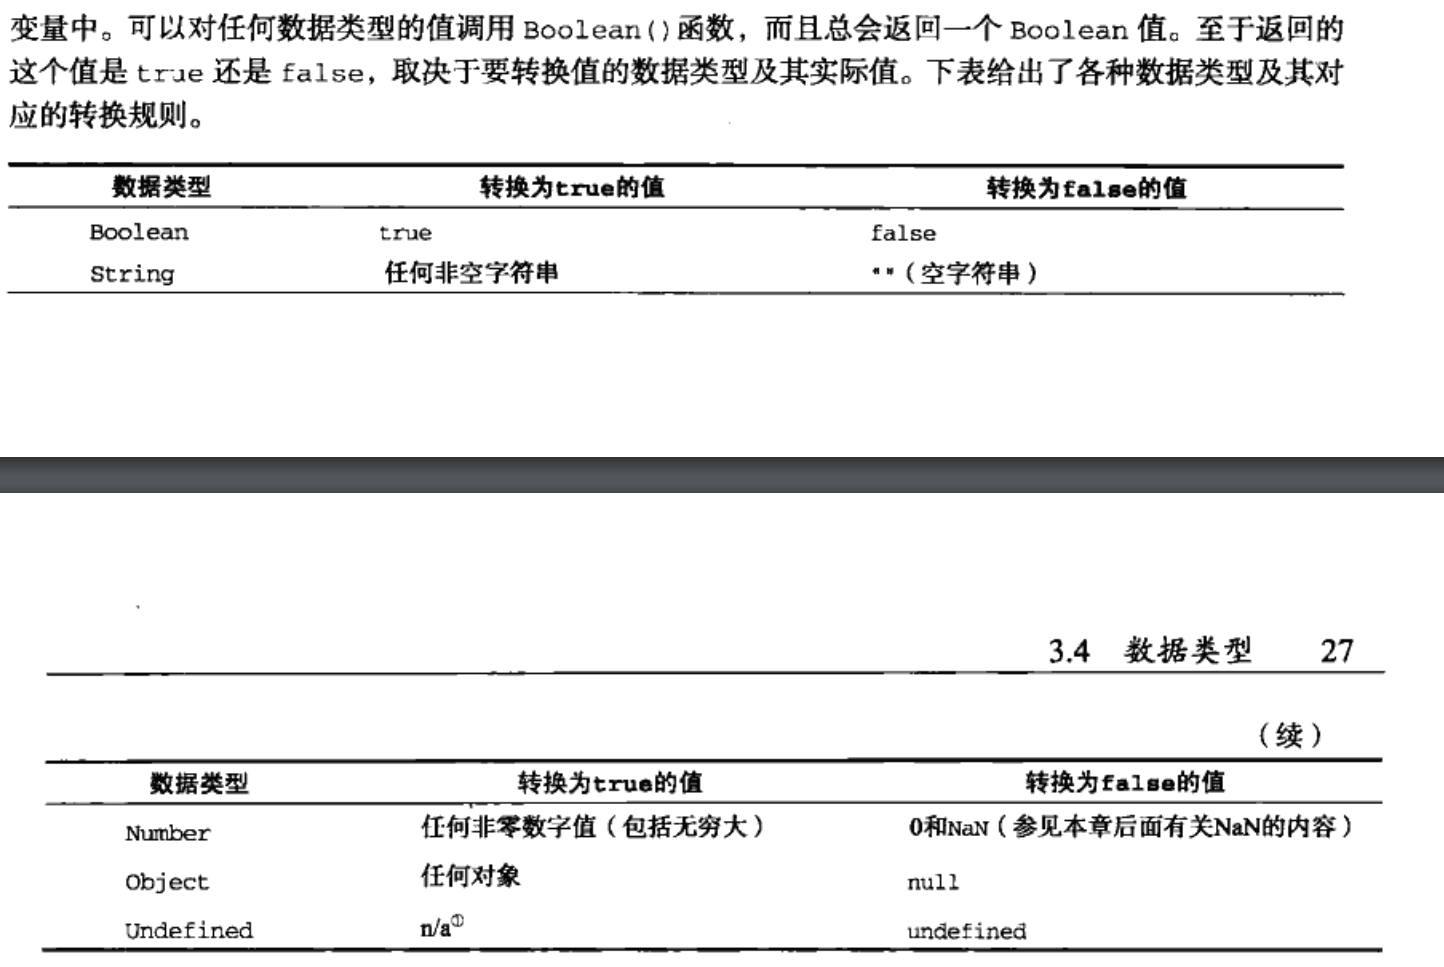 变量中。可以对任何数据类型的值调用 Boolean()函数，而且总会返回一个 Boolean 值。至于返回的
这个值是 true 还是 false，取决于要转换值的数据类型及其实际值。下表给出了各种数据类型及其对
应的转换规则。
数据类型 转换为true的值 转换为false的值
Boolean true false
String 任何非空字符串 ""（空字符串）
3.4 数据类型 27
（续）
数据类型 转换为true的值 转换为false的值
Number 任何非零数字值（包括无穷大） 0和NaN（参见本章后面有关NaN的内容）
Object 任何对象 null
Undefined n/a① undefined